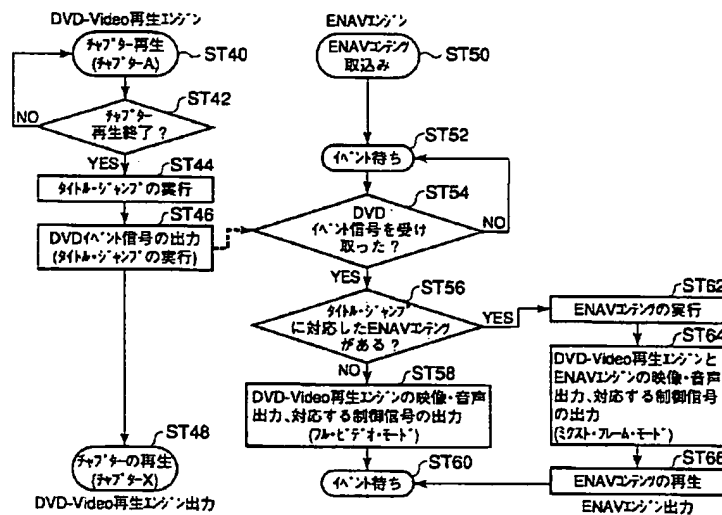 DVD-Video再生エンジン
チャプター再生
(チャプターA)
ST40
ST42
チャプター
再生終了?
NO
YES
ST44
タイトル・ジャンプの実行
ST46
DVDイベント信号の出力
(タイトル・ジャンプの実行)
ST48
チャプターの再生
(チャプターX)
DVD-Video再生エンジン出力
ENAVエンジン
ENAVコンテンツ
取込み
ST50
ST52
イベント待ち
ST54
DVD
イベント信号を受け
取った?
NO
YES
ST56
タイトル・ジャンプ
に対応したENAVコンテンツ
がある?
YES
NO
ST58
DVD-Video再生エンジンの映像・音声
出力、対応する制御信号の出力
(フル・ビデオ・モード)
ST60
イベント待ち
ST62
ENAVコンテンツの実行
ST64
DVD-Video再生エンジンと
ENAVエンジンの映像・音声
出力、対応する制御信号
の出力
(ミクスト・フレーム・モード)
ST66
ENAVコンテンツの再生
ENAVエンジン出力